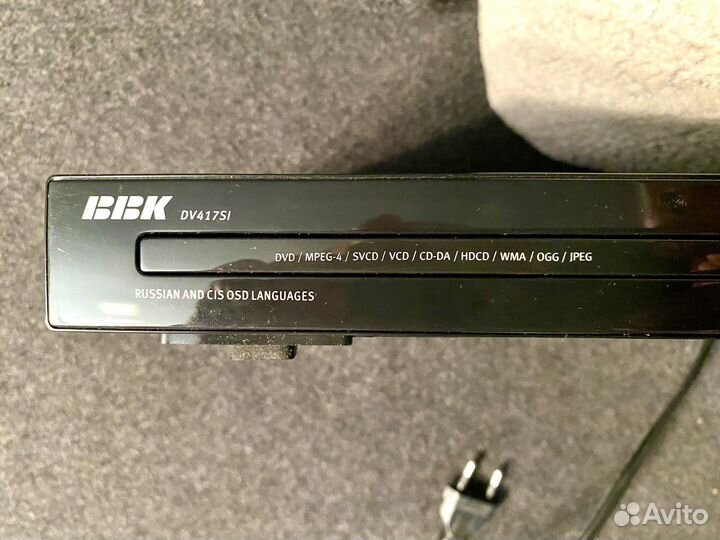 BBK DV417SI
DVD / MPEG-4 / SVCD / VCD / CD-DA / HDCD / WMA / OGG / JPEG
RUSSIAN AND CIS OSD LANGUAGES
Avito